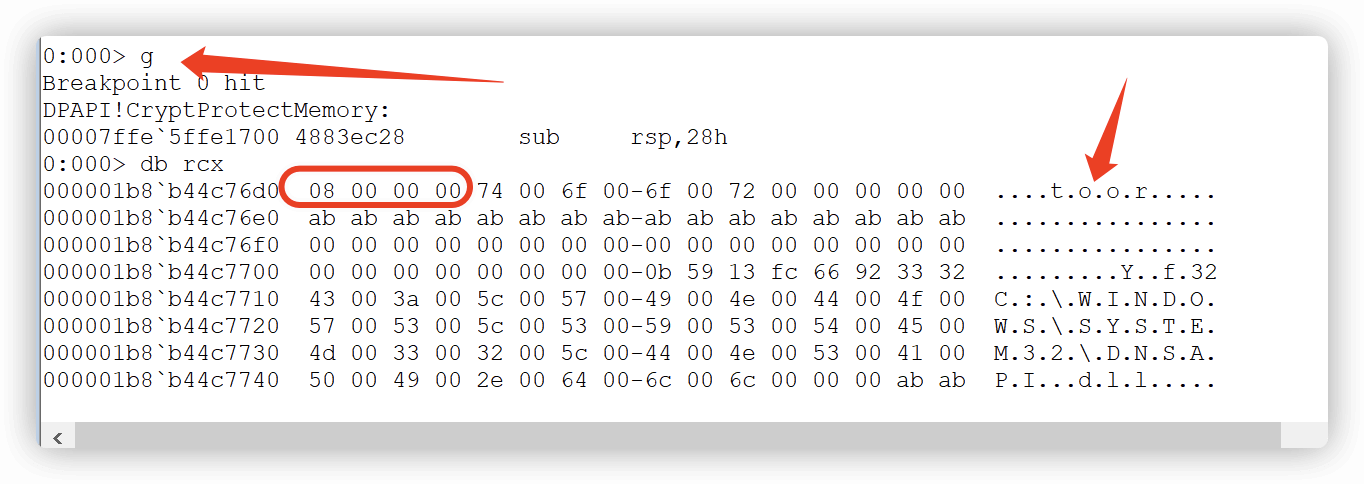 0:000> g
Breakpoint 0 hit
DPAPI!CryptProtectMemory:
00007ffe`5ffe1700 4883ec28        sub     rsp,28h
0:000> db rcx
000001b8`b44c76d0  08 00 00 00 74 00 6f 00-6f 00 72 00 00 00 00 00  ....t.o.o.r.....
000001b8`b44c76e0  ab ab ab ab ab ab ab ab-ab ab ab ab ab ab ab ab  ................
000001b8`b44c76f0  00 00 00 00 00 00 00 00-00 00 00 00 00 00 00 00  ................
000001b8`b44c7700  00 00 00 00 00 00 00 00-0b 59 13 fc 66 92 33 32  .........Y..f.32
000001b8`b44c7710  43 00 3a 00 5c 00 57 00-49 00 4e 00 44 00 4f 00  C.:.\.W.I.N.D.O.
000001b8`b44c7720  57 00 53 00 5c 00 53 00-59 00 53 00 54 00 45 00  W.S.\.S.Y.S.T.E.
000001b8`b44c7730  4d 00 33 00 32 00 5c 00-44 00 4e 00 53 00 41 00  M.3.2.\.D.N.S.A.
000001b8`b44c7740  50 00 49 00 2e 00 64 00-6c 00 6c 00 00 00 ab ab  P.I...d.l.l.....